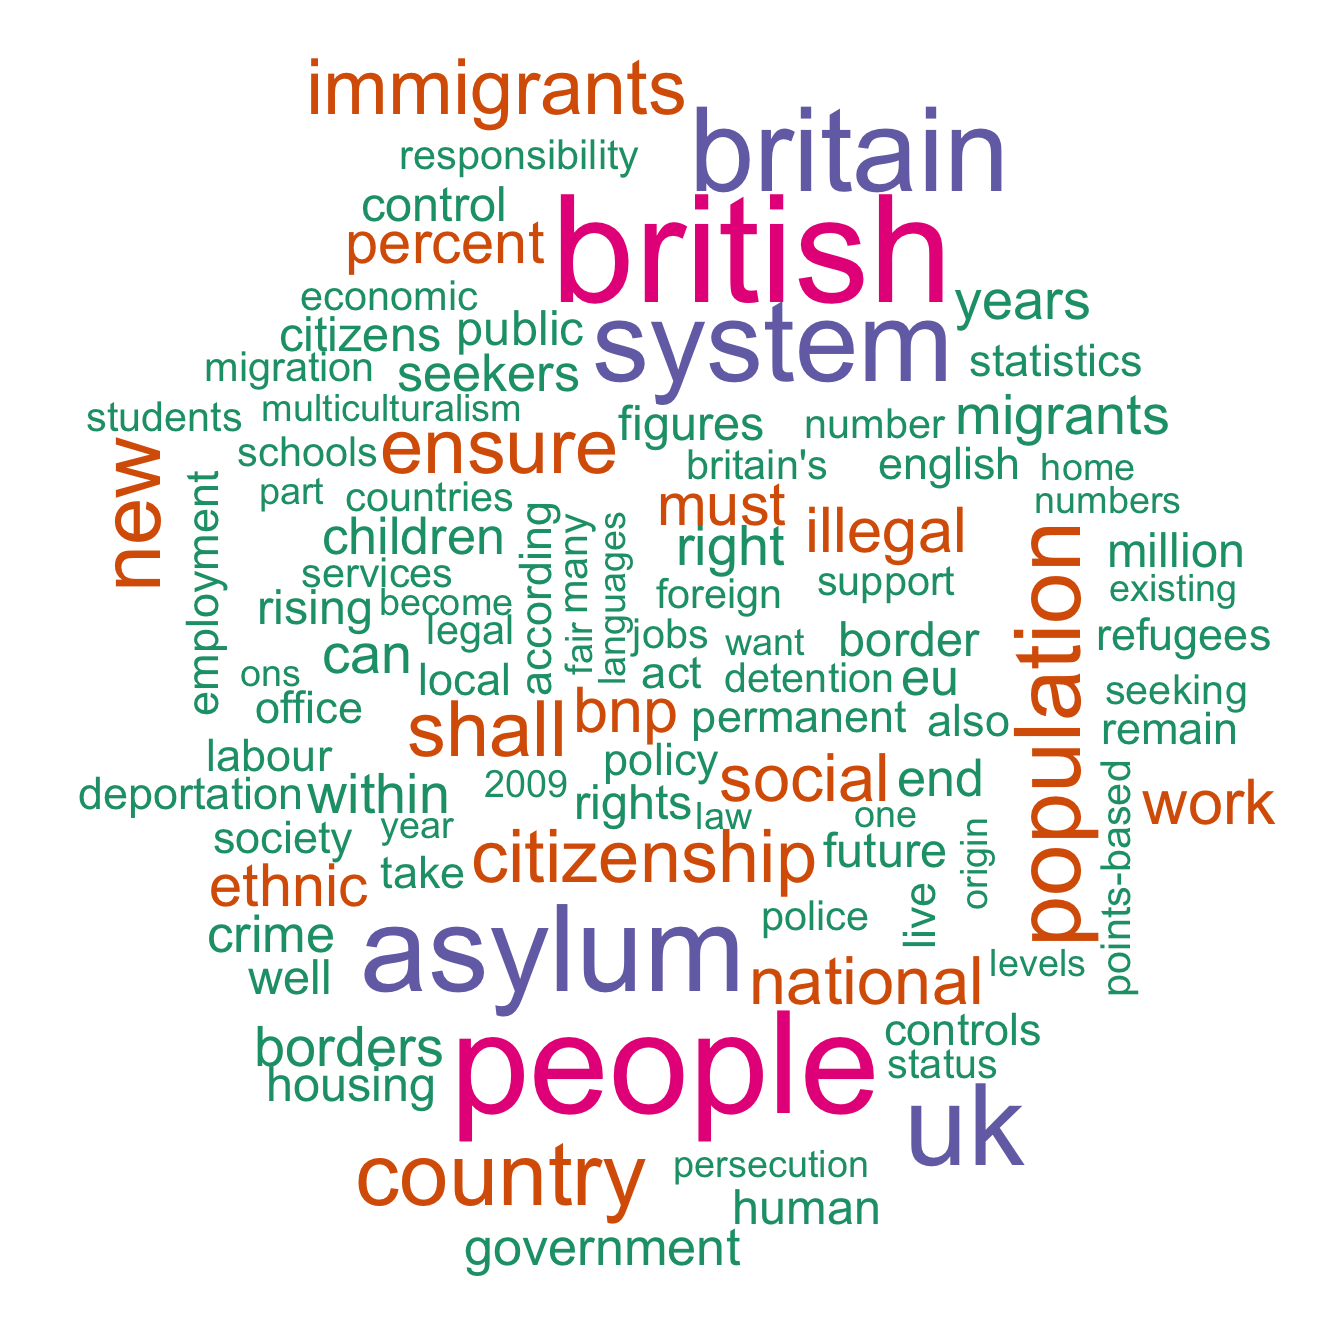 immigrants
britain
responsibility
control
british
percent
economic
years
citizens
public
system
migration
seekers
statistics
students
multiculturalism
figures
number
migrants
new
schools
ensure
britain's
english
home
employment
part
countries
must
numbers
children
according
many
languages
right
illegal
population
million
services
foreign
support
existing
rising
become
legal
fair
jobs
want
border
refugees
can
ons
local
act
detention
eu
seeking
office
shall
bnp
permanent
also
remain
labour
policy
points-based
deportation
within
2009
rights
social
end
work
society
year
law
one
ethnic
take
citizenship
future
origin
crime
asylum
police
live
well
national
levels
borders
people
controls
housing
status
uk
country
persecution
human
government